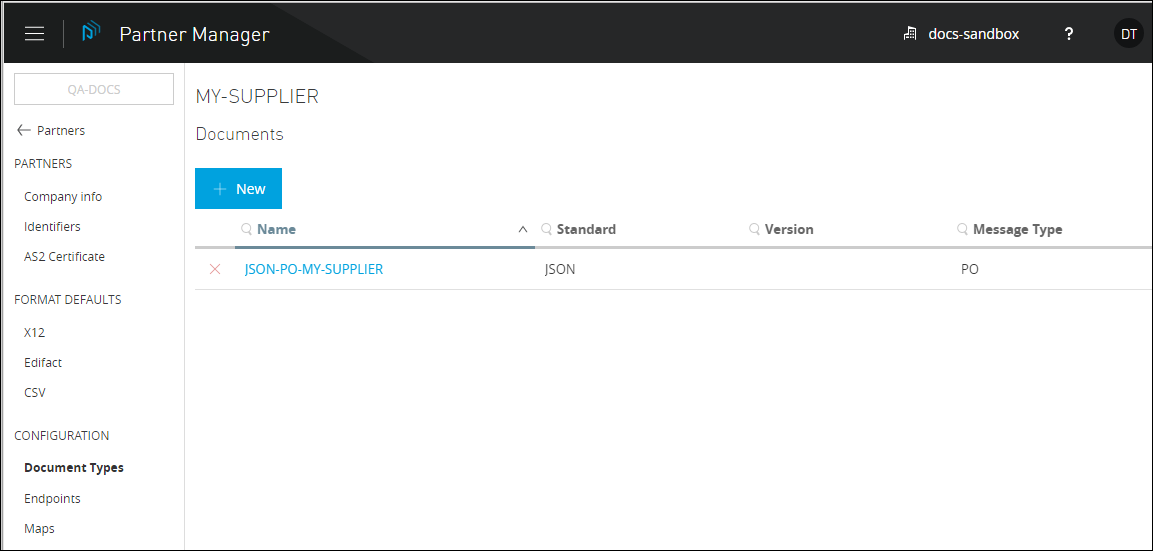 Partner Manager
docs-sandbox
?
DT
QA-DOCS
Partners
PARTNERS
Company info
Identifiers
AS2 Certificate
FORMAT DEFAULTS
X12
Edifact
CSV
CONFIGURATION
Document Types
Endpoints
Maps
MY-SUPPLIER
Documents
New
Name Standard Version Message Type
JSON-PO-MY-SUPPLIER JSON PO